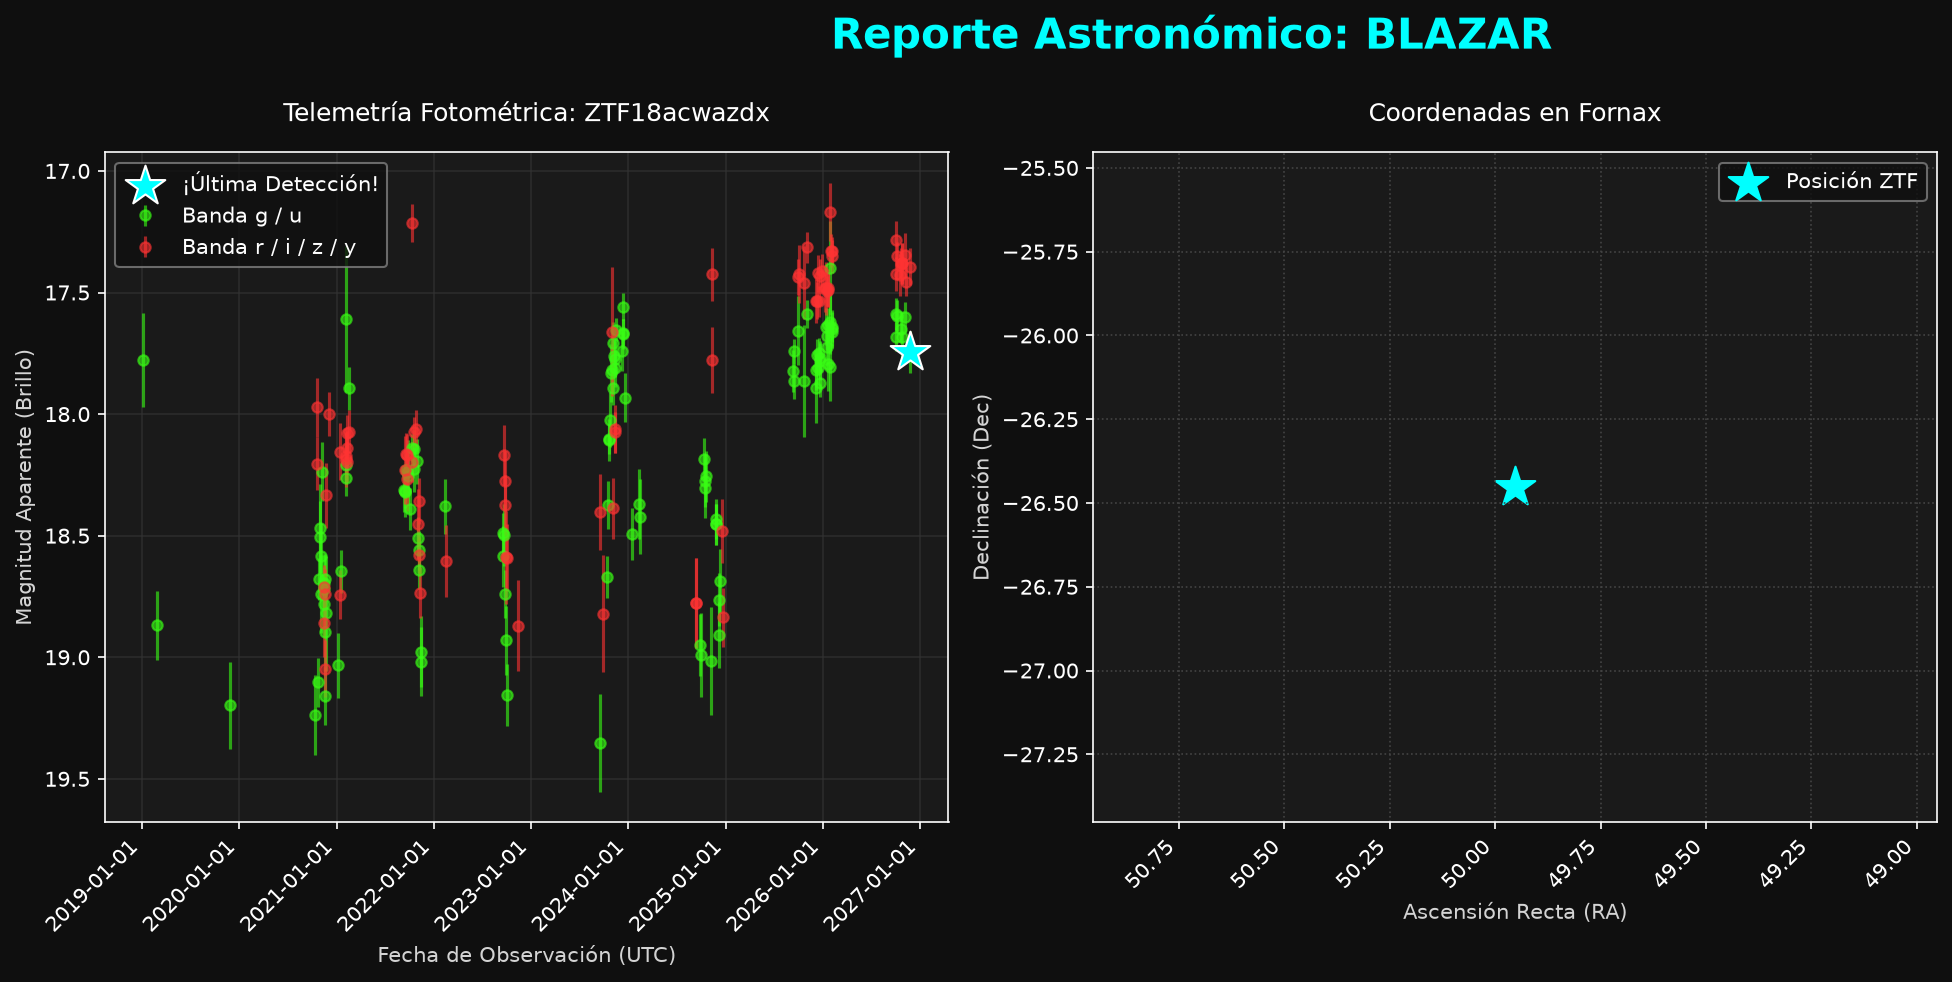 Reporte Astronómico: BLAZAR
Telemetría Fotométrica: ZTF18acwazdx
¡Última Detección!
Banda g / u
Banda r / i / z / y
Magnitud Aparente (Brillo)
17.0
17.5
18.0
18.5
19.0
19.5
2019-01-01
2020-01-01
2021-01-01
2022-01-01
2023-01-01
2024-01-01
2025-01-01
2026-01-01
2027-01-01
Fecha de Observación (UTC)
Coordenadas en Fornax
Posición ZTF
Declinación (Dec)
−25.50
−25.75
−26.00
−26.25
−26.50
−26.75
−27.00
−27.25
50.75
50.50
50.25
50.00
49.75
49.50
49.25
49.00
Ascensión Recta (RA)